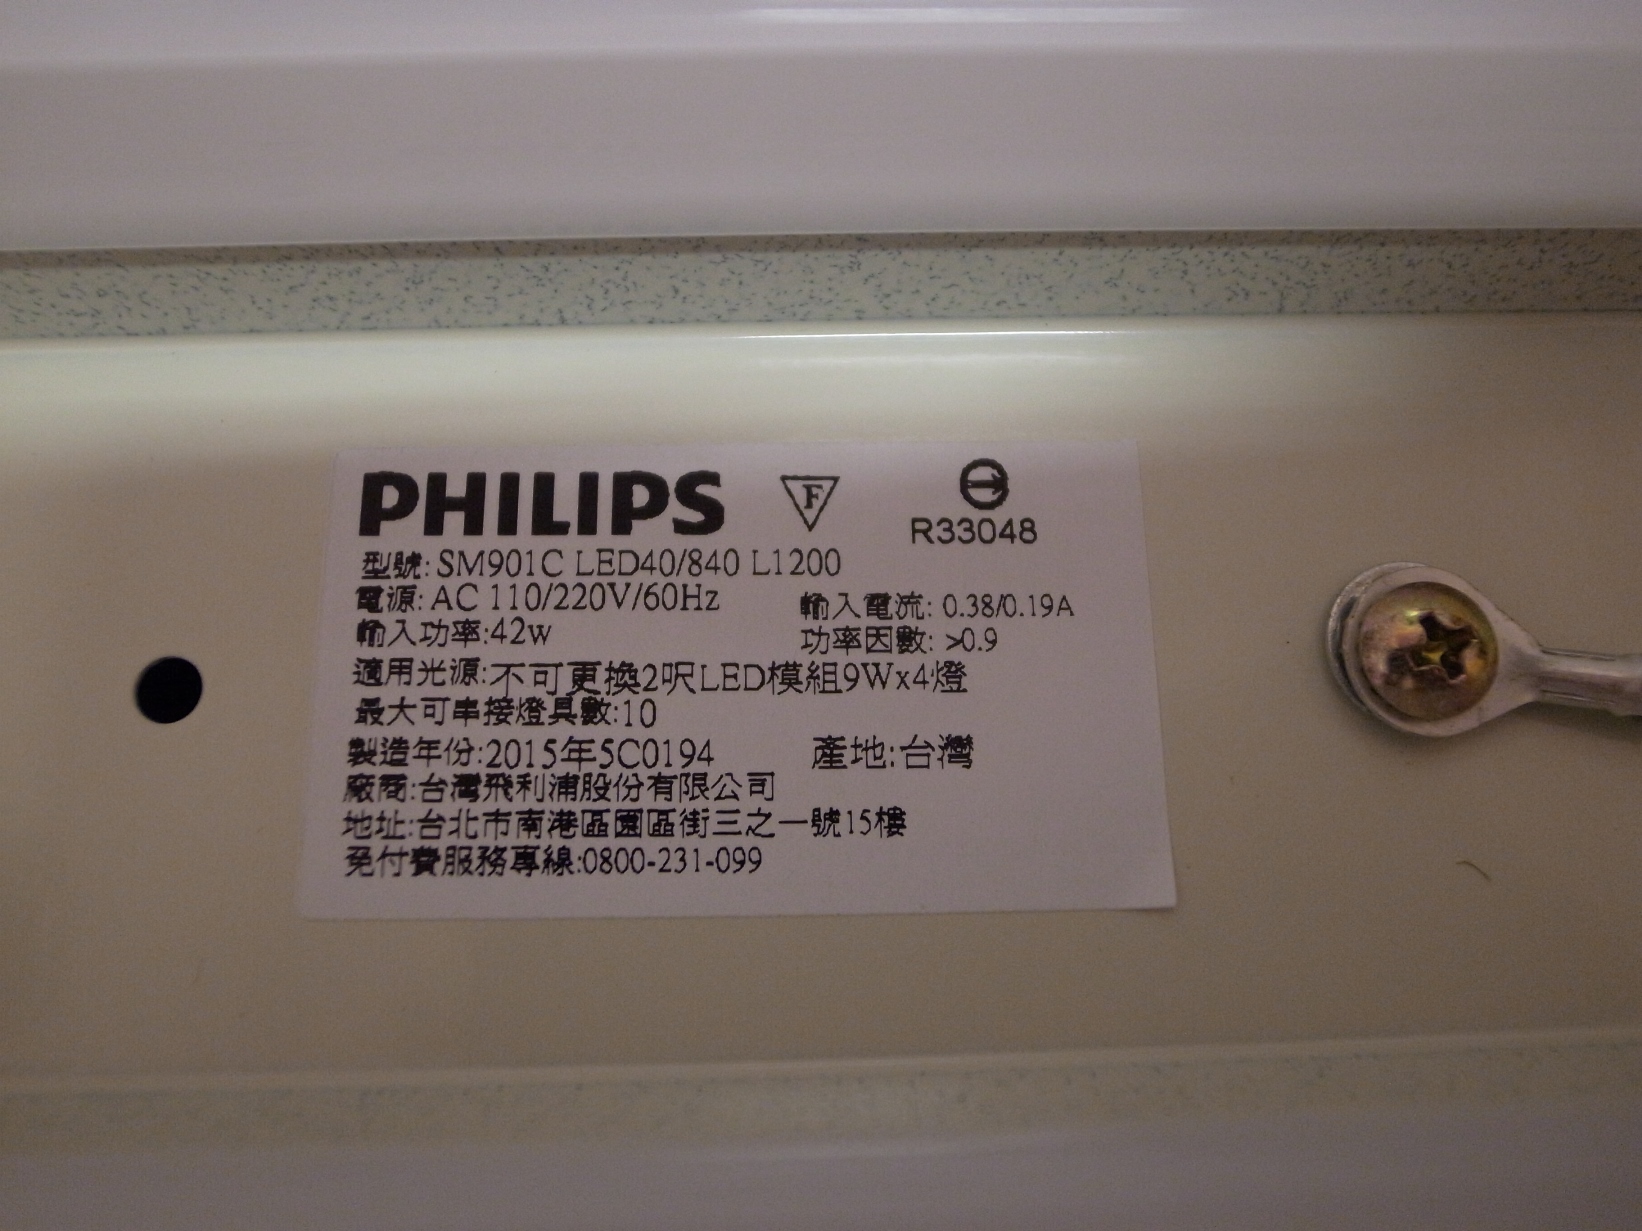 PHILIPS F
R33048
型號: SM901C LED40/840 L1200
電源: AC 110/220V/60Hz 輸入電流: 0.38/0.19A
輸入功率:42w 功率因數: >0.9
適用光源:不可更換2呎LED模組9Wx4燈
最大可串接燈具數:10
製造年份:2015年5C0194 產地:台灣
廠商:台灣飛利浦股份有限公司
地址:台北市南港區園區街三之一號15樓
免付費服務專線:0800-231-099